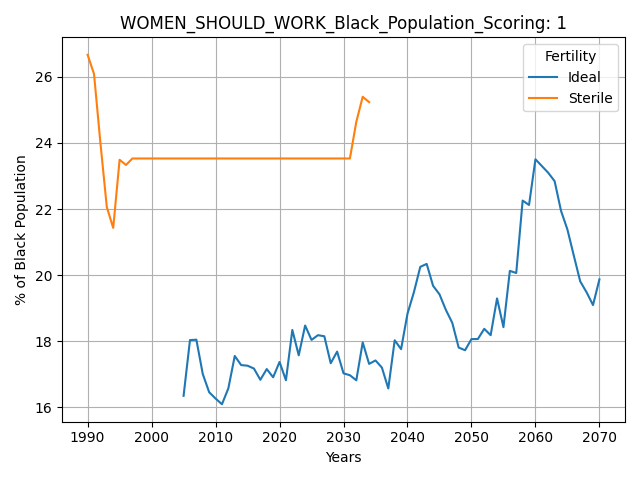 WOMEN_SHOULD_WORK_Black_Population_Scoring: 1
Fertility
Ideal
Sterile
% of Black Population
26
24
22
20
18
16
1990 2000 2010 2020 2030 2040 2050 2060 2070
Years